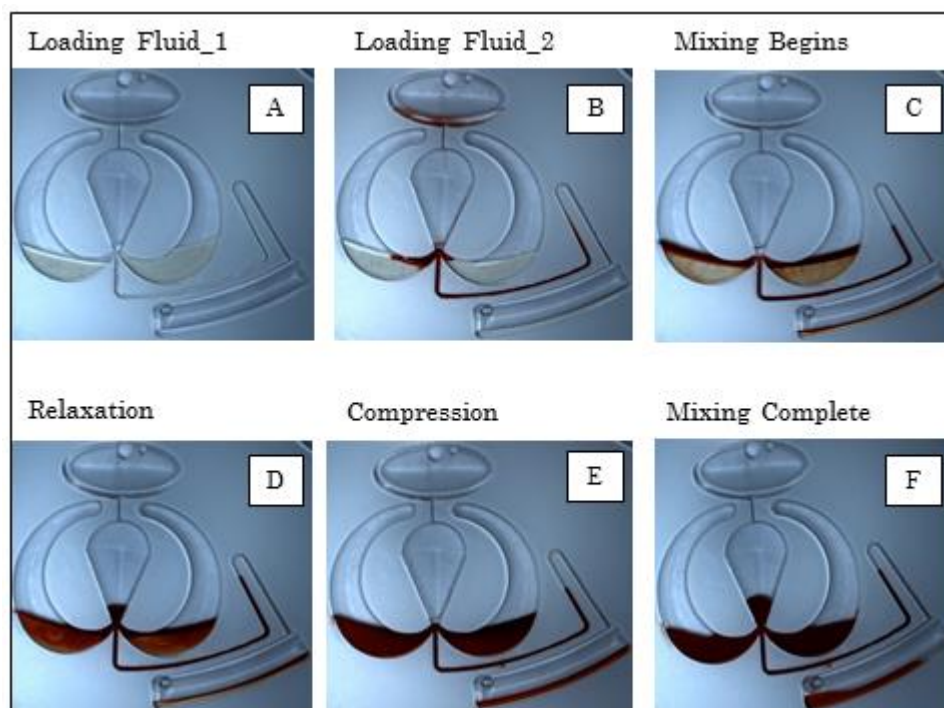 Loading Fluid_1
Loading Fluid_2
Mixing Begins
A
B
C
Relaxation
Compression
Mixing Complete
D
E
F